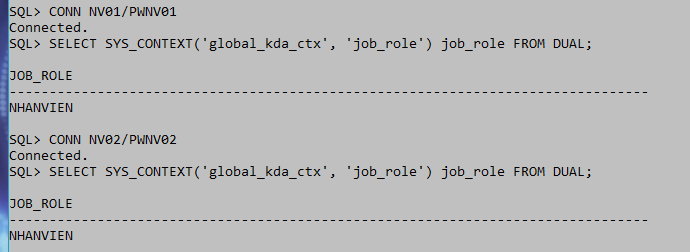 SQL> CONN NV01/PWNV01
Connected.
SQL> SELECT SYS_CONTEXT('global_kda_ctx', 'job_role') job_role FROM DUAL;
JOB_ROLE
--------------------------------------------------------------------------------
NHANVIEN
SQL> CONN NV02/PWNV02
Connected.
SQL> SELECT SYS_CONTEXT('global_kda_ctx', 'job_role') job_role FROM DUAL;
JOB_ROLE
--------------------------------------------------------------------------------
NHANVIEN